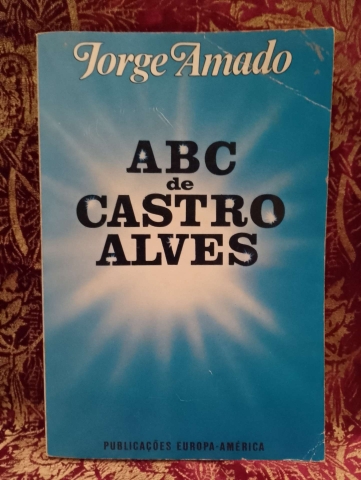 Jorge Amado
ABC
de
CASTRO
ALVES
PUBLICAÇÕES EUROPA-AMÉRICA